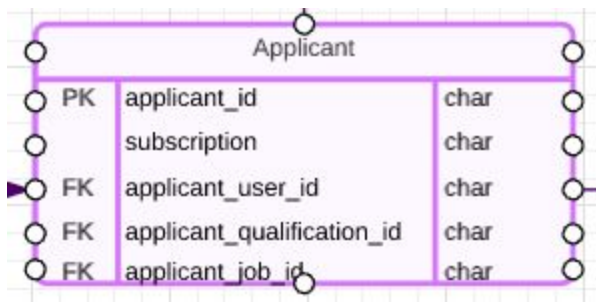 Applicant
PK applicant_id char
subscription char
FK applicant_user_id char
FK applicant_qualification_id char
FK applicant_job_id char